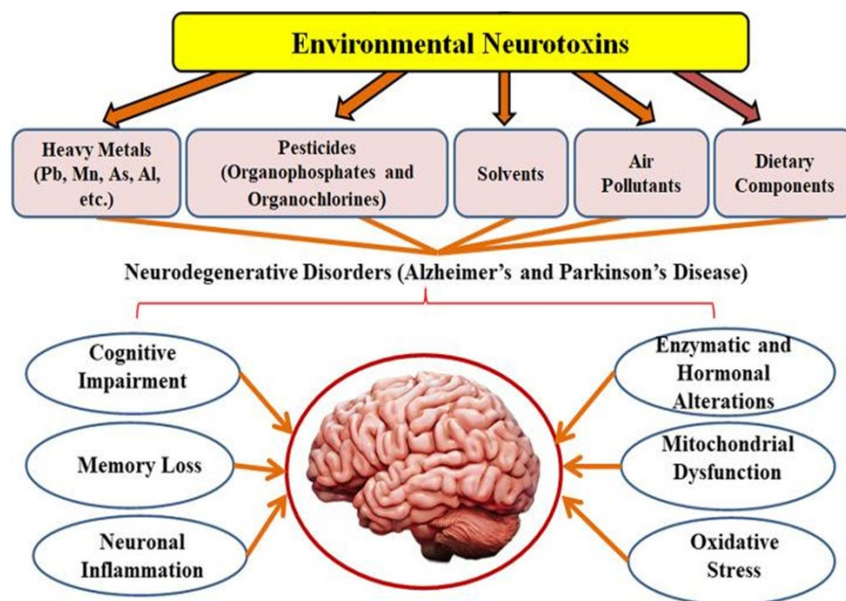 Environmental Neurotoxins
Heavy Metals
(Pb, Mn, As, Al,
etc.)
Pesticides
(Organophosphates and
Organochlorines)
Solvents
Air
Pollutants
Dietary
Components
Neurodegenerative Disorders (Alzheimer's and Parkinson's Disease)
Cognitive
Impairment
Memory Loss
Neuronal
Inflammation
Enzymatic and
Hormonal
Alterations
Mitochondrial
Dysfunction
Oxidative
Stress